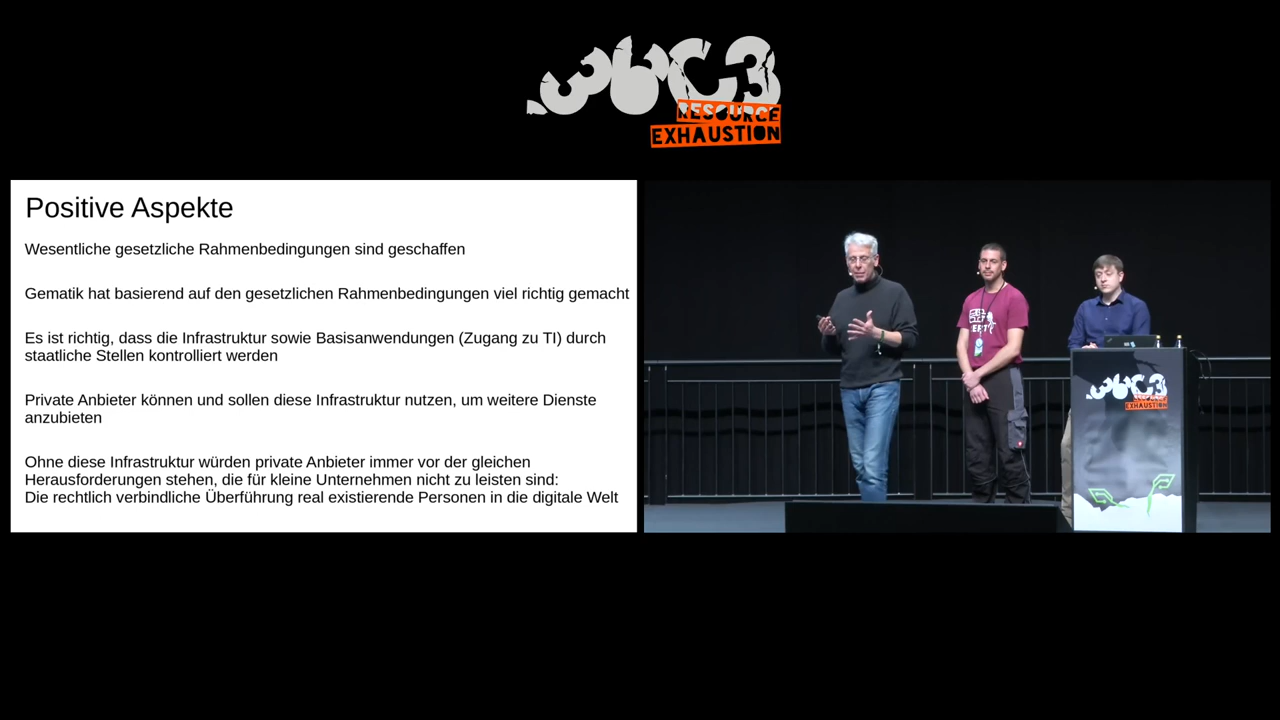 36C3
RESOURCE
EXHAUSTION
Positive Aspekte
Wesentliche gesetzliche Rahmenbedingungen sind geschaffen
Gematik hat basierend auf den gesetzlichen Rahmenbedingungen viel richtig gemacht
Es ist richtig, dass die Infrastruktur sowie Basisanwendungen (Zugang zu TI) durch
staatliche Stellen kontrolliert werden
Private Anbieter können und sollen diese Infrastruktur nutzen, um weitere Dienste
anzubieten
Ohne diese Infrastruktur würden private Anbieter immer vor der gleichen
Herausforderungen stehen, die für kleine Unternehmen nicht zu leisten sind:
Die rechtlich verbindliche Überführung real existierende Personen in die digitale Welt
36C3
RESOURCE
EXHAUSTION